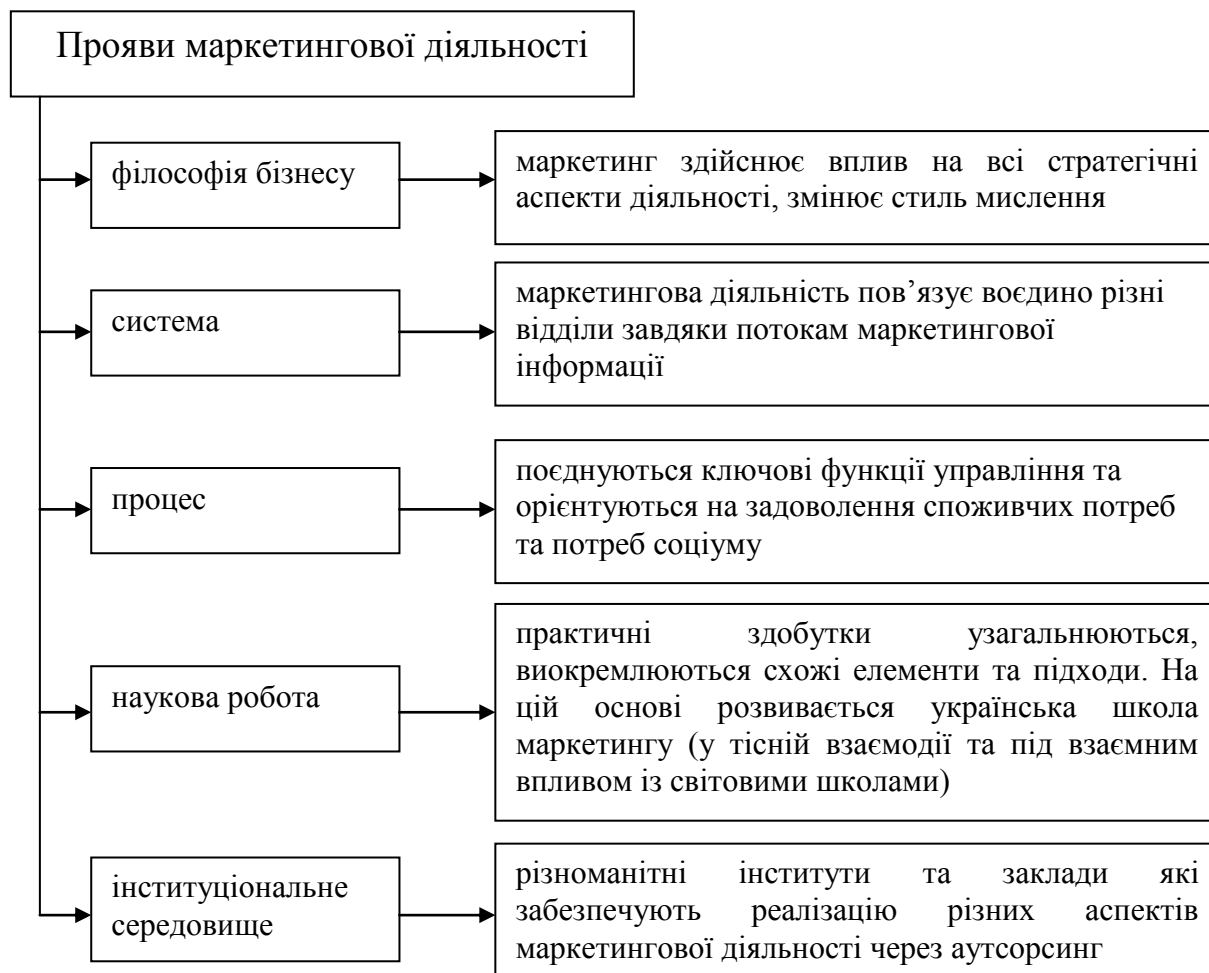 Прояви маркетингової діяльності
філософія бізнесу
маркетинг здійснює вплив на всі стратегічні
аспекти діяльності, змінює стиль мислення
система
маркетингова діяльність пов’язує воєдино різні
відділи завдяки потокам маркетингової
інформації
процес
поєднуються ключові функції управління та
орієнтуються на задоволення споживчих потреб
та потреб соціуму
наукова робота
практичні здобутки узагальнюються,
виокремлюються схожі елементи та підходи. На
цій основі розвивається українська школа
маркетингу (у тісній взаємодії та під взаємним
впливом із світовими школами)
інституціональне
середовище
різноманітні інститути та заклади які
забезпечують реалізацію різних аспектів
маркетингової діяльності через аутсорсинг